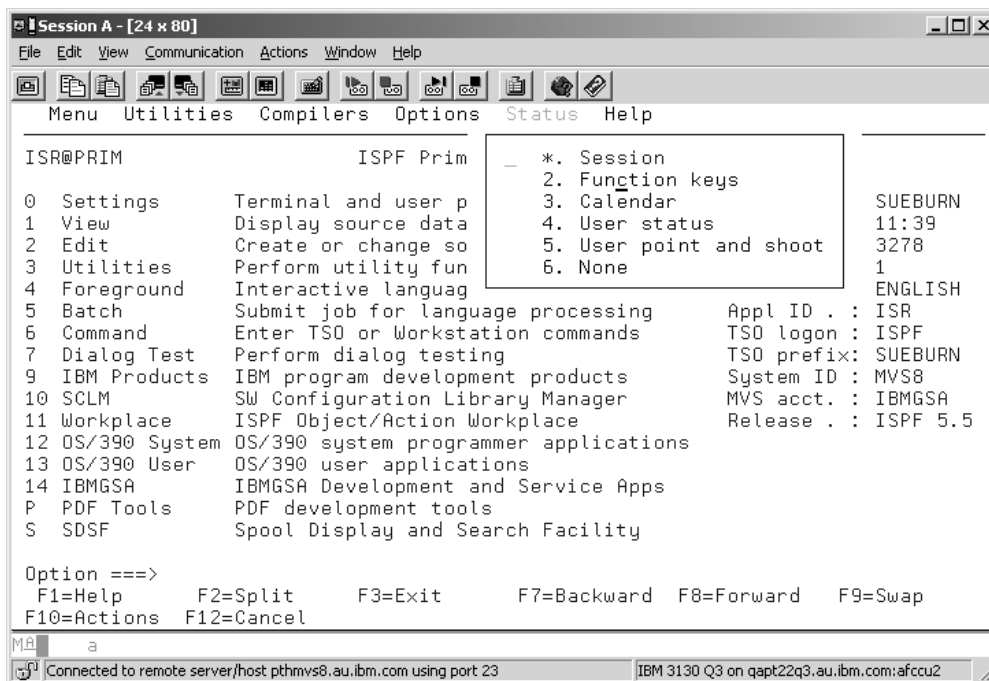 Session A - [24 x 80]
File Edit View Communication Actions Window Help
Menu Utilities Compilers Options Status Help
ISR@PRIM ISPF Prim
_ *. Session
2. Function keys
3. Calendar
4. User status
5. User point and shoot
6. None
0 Settings Terminal and user p SUEBURN
1 View Display source data 11:39
2 Edit Create or change so 3278
3 Utilities Perform utility fun 1
4 Foreground Interactive languag ENGLISH
5 Batch Submit job for language processing Appl ID . : ISR
6 Command Enter TSO or Workstation commands TSO logon : ISPF
7 Dialog Test Perform dialog testing TSO prefix: SUEBURN
9 IBM Products IBM program development products System ID : MVS8
10 SCLM SW Configuration Library Manager MVS acct. : IBMGSA
11 Workplace ISPF Object/Action Workplace Release . : ISPF 5.5
12 OS/390 System OS/390 system programmer applications
13 OS/390 User OS/390 user applications
14 IBMGSA IBMGSA Development and Service Apps
P PDF Tools PDF development tools
S SDSF Spool Display and Search Facility
Option ===>
F1=Help F2=Split F3=Exit F7=Backward F8=Forward F9=Swap
F10=Actions F12=Cancel
MA a
Connected to remote server/host pthmvs8.au.ibm.com using port 23 IBM 3130 Q3 on qapt22q3.au.ibm.com:afccu2